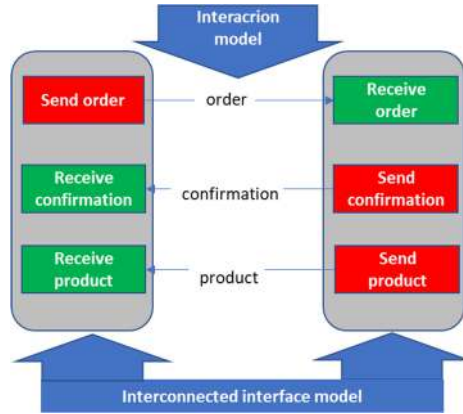 Interacrion
model
Send order
order
Receive
order
Receive
confirmation
confirmation
Send
confirmation
Receive
product
product
Send
product
Interconnected interface model